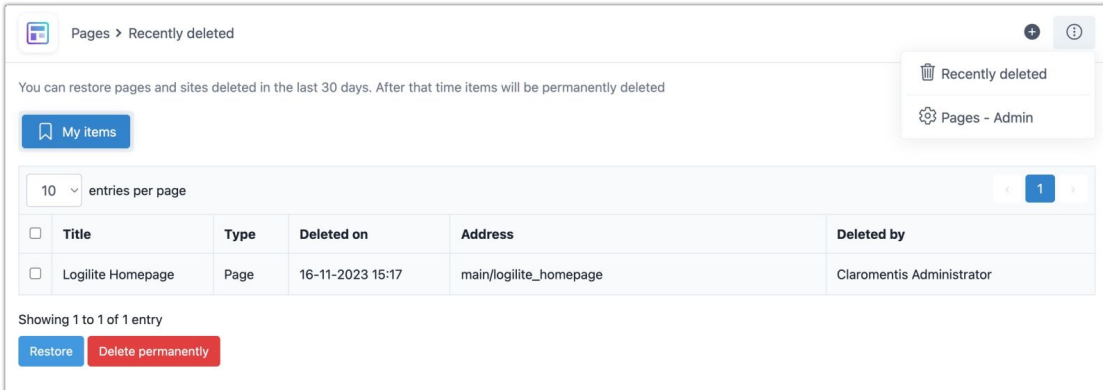 Pages > Recently deleted
Recently deleted
Pages - Admin
You can restore pages and sites deleted in the last 30 days. After that time items will be permanently deleted
My items
10 entries per page
1
Title Type Deleted on Address Deleted by
Logilite Homepage Page 16-11-2023 15:17 main/logilite_homepage Claromentis Administrator
Showing 1 to 1 of 1 entry
Restore Delete permanently